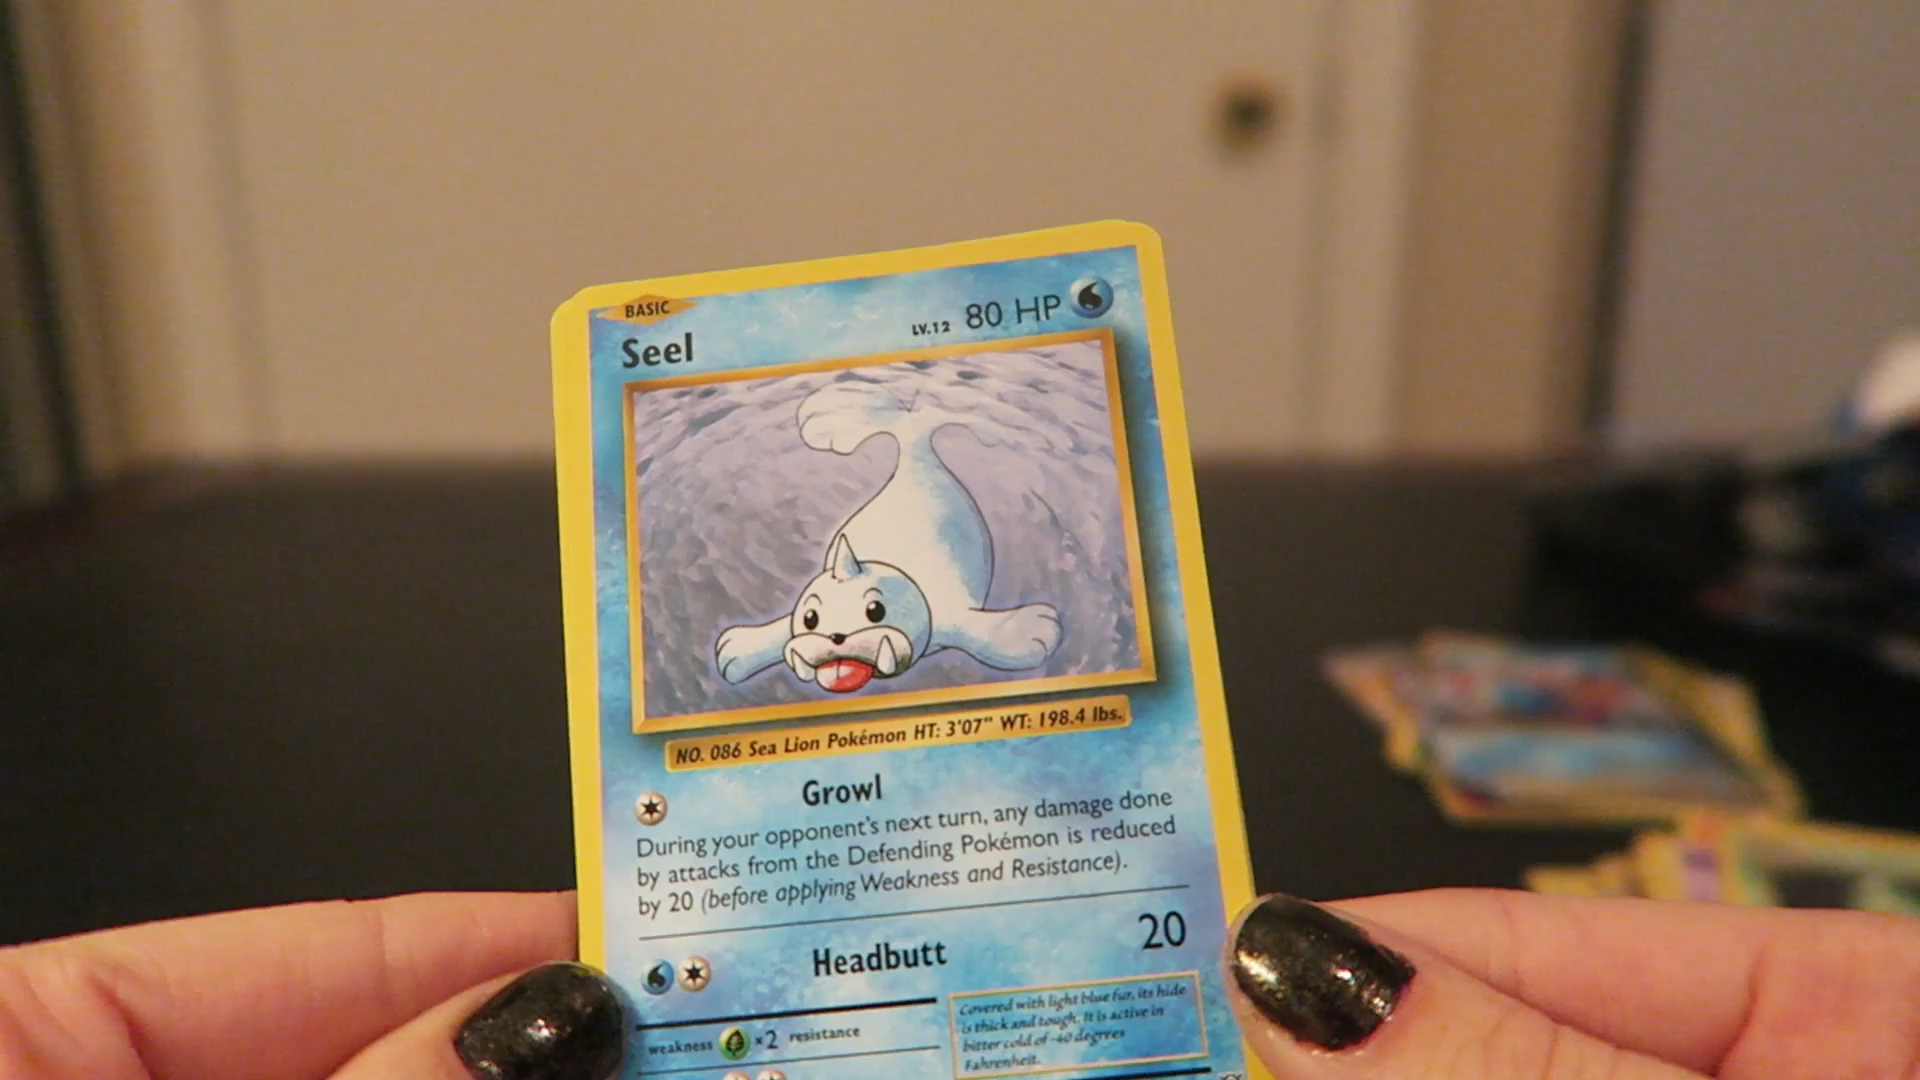 BASIC
Seel
LV.12 80 HP
NO. 086 Sea Lion Pokémon HT: 3'07" WT: 198.4 lbs.
Growl
During your opponent's next turn, any damage done
by attacks from the Defending Pokémon is reduced
by 20 (before applying Weakness and Resistance).
Headbutt 20
weakness ×2 resistance
Covered with light blue fur, its hide
is thick and tough. It is active in
bitter cold of -40 degrees
Fahrenheit.